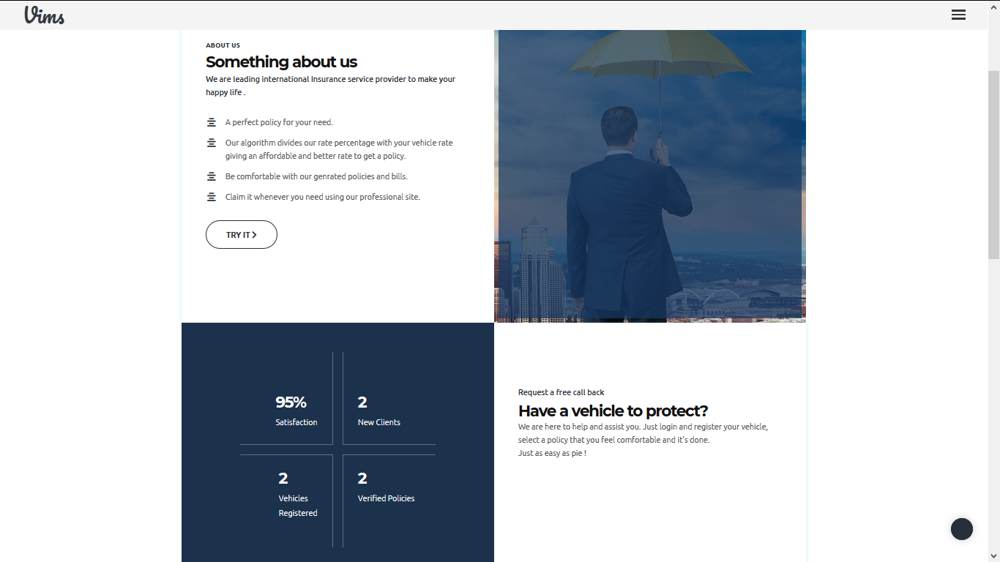 Vims
ABOUT US
Something about us
We are leading international Insurance service provider to make your
happy life .
A perfect policy for your need.
Our algorithm divides our rate percentage with your vehicle rate
giving an affordable and better rate to get a policy.
Be comfortable with our genrated policies and bills.
Claim it whenever you need using our professional site.
TRY IT
95%
Satisfaction
2
New Clients
2
Vehicles
Registered
2
Verified Policies
Request a free call back
Have a vehicle to protect?
We are here to help and assist you. Just login and register your vehicle,
select a policy that you feel comfortable and it's done.
Just as easy as pie !